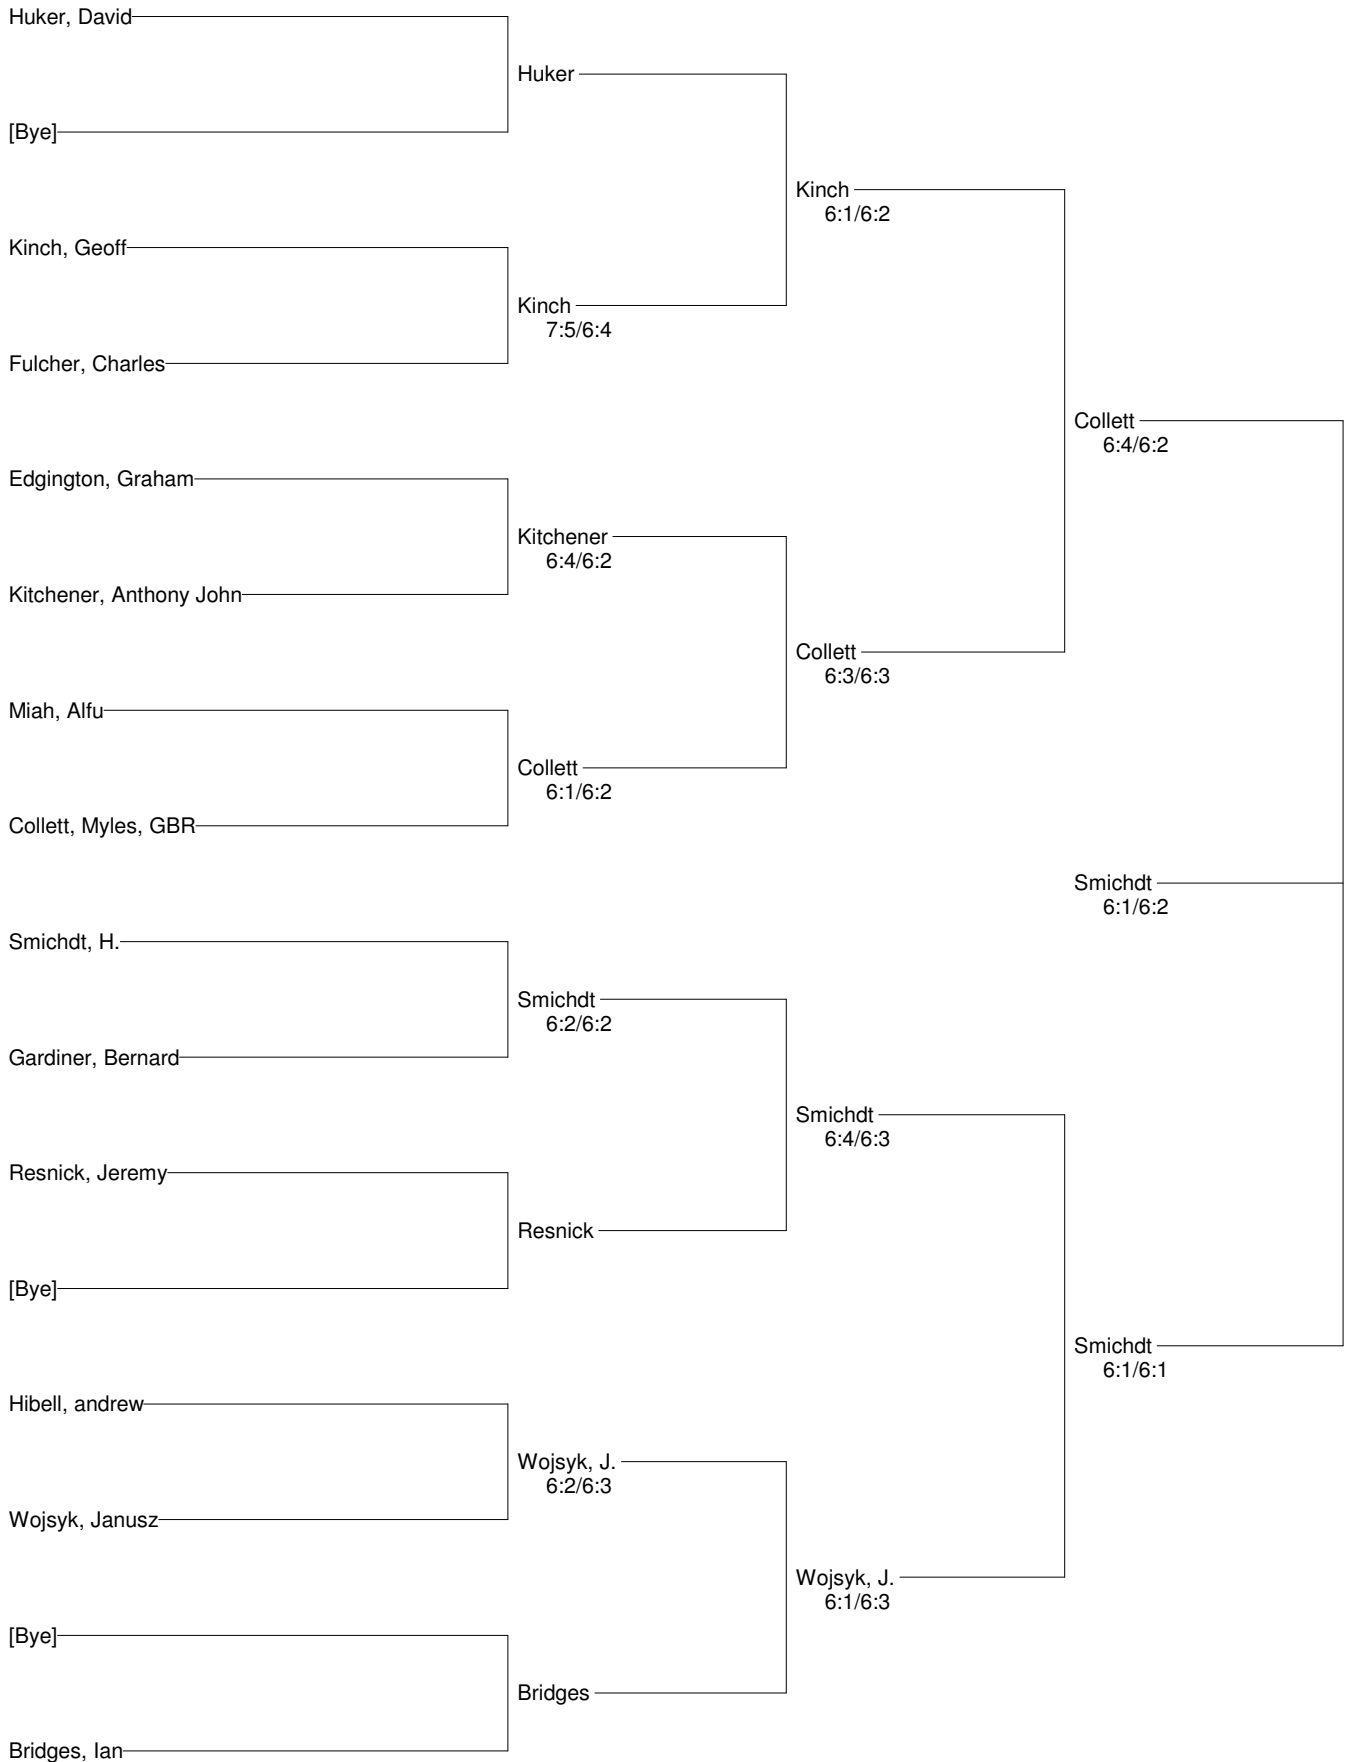 Huker, David
Huker
[Bye]
Kinch
6:1/6:2
Kinch, Geoff
Kinch
7:5/6:4
Fulcher, Charles
Collett
6:4/6:2
Edgington, Graham
Kitchener
6:4/6:2
Kitchener, Anthony John
Collett
6:3/6:3
Miah, Alfu
Collett
6:1/6:2
Collett, Myles, GBR
Smichdt
6:1/6:2
Smichdt, H.
Smichdt
6:2/6:2
Gardiner, Bernard
Smichdt
6:4/6:3
Resnick, Jeremy
Resnick
[Bye]
Smichdt
6:1/6:1
Hibell, andrew
Wojsyk, J.
6:2/6:3
Wojsyk, Janusz
Wojsyk, J.
6:1/6:3
[Bye]
Bridges
Bridges, Ian